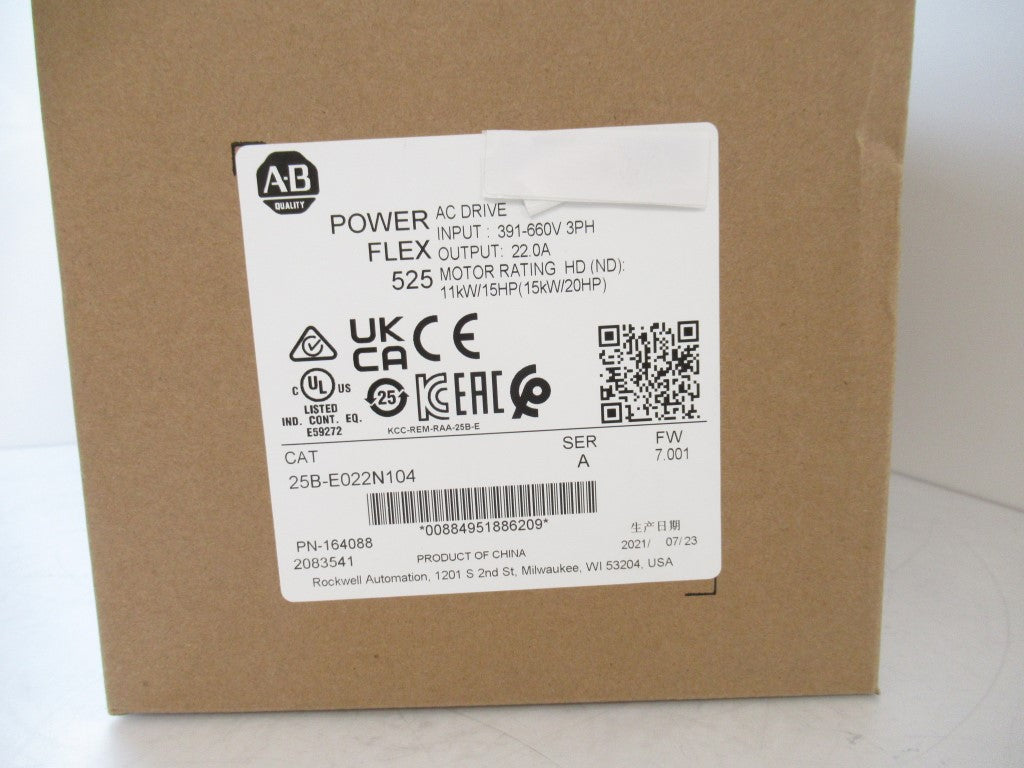 A-B
QUALITY
POWER
FLEX
525
AC DRIVE
INPUT : 391-660V 3PH
OUTPUT: 22.0A
MOTOR RATING HD (ND):
11kW/15HP(15kW/20HP)
UK
CA
CE
C UL US
LISTED
IND. CONT. EQ.
E59272
25
KC
EAC
KCC-REM-RAA-25B-E
CAT
25B-E022N104
SER
A
FW
7.001
*00884951886209*
生产日期
2021/ 07/23
PN-164088
2083541
PRODUCT OF CHINA
Rockwell Automation, 1201 S 2nd St, Milwaukee, WI 53204, USA